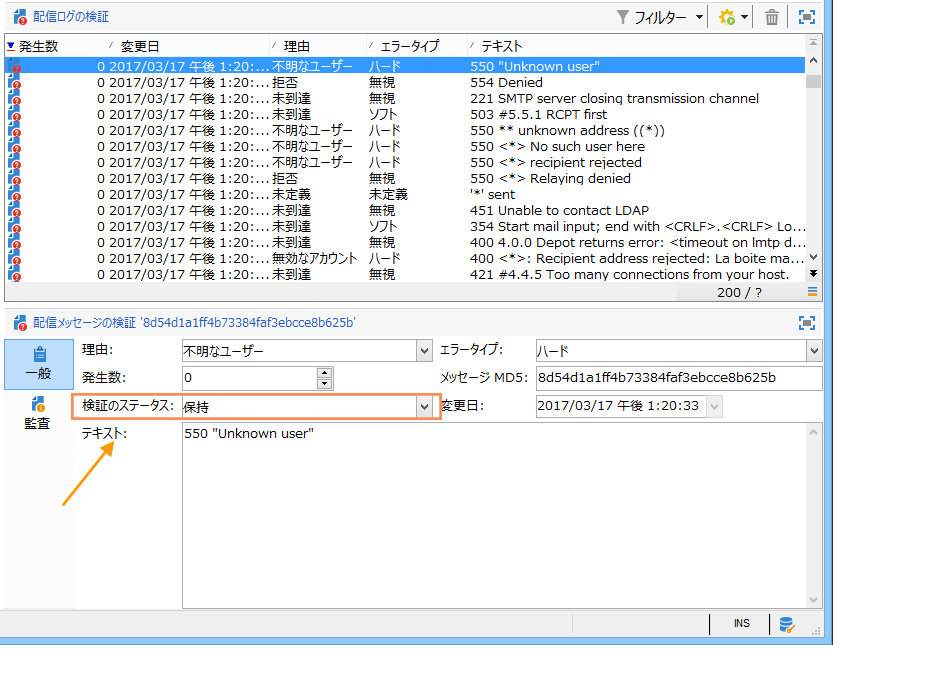 配信ログの検証 フィルター
発生数 変更日 理由 エラータイプ テキスト
0 2017/03/17 午後 1:20:... 不明なユーザー ハード 550 "Unknown user"
0 2017/03/17 午後 1:20:... 拒否 無視 554 Denied
0 2017/03/17 午後 1:20:... 未到達 無視 221 SMTP server closing transmission channel
0 2017/03/17 午後 1:20:... 未到達 ソフト 503 #5.5.1 RCPT first
0 2017/03/17 午後 1:20:... 不明なユーザー ハード 550 ** unknown address ((*))
0 2017/03/17 午後 1:20:... 不明なユーザー ハード 550 <*> No such user here
0 2017/03/17 午後 1:20:... 不明なユーザー ハード 550 <*> recipient rejected
0 2017/03/17 午後 1:20:... 拒否 無視 550 <*> Relaying denied
0 2017/03/17 午後 1:20:... 未定義 未定義 '*' sent
0 2017/03/17 午後 1:20:... 未到達 無視 451 Unable to contact LDAP
0 2017/03/17 午後 1:20:... 未到達 ソフト 354 Start mail input; end with <CRLF>.<CRLF> Lo...
0 2017/03/17 午後 1:20:... 未到達 無視 400 4.0.0 Depot returns error: <timeout on lmtp d...
0 2017/03/17 午後 1:20:... 無効なアカウント ハード 400 <*>: Recipient address rejected: La boite ma...
0 2017/03/17 午後 1:20:... 未到達 無視 421 #4.4.5 Too many connections from your host.
200 / ?
配信メッセージの検証 '8d54d1a1ff4b73384faf3ebcce8b625b'
一般
監査
理由: 不明なユーザー エラータイプ: ハード
発生数: 0 メッセージ MD5: 8d54d1a1ff4b73384faf3ebcce8b625b
検証のステータス: 保持 変更日: 2017/03/17 午後 1:20:33
テキスト: 550 "Unknown user"
INS